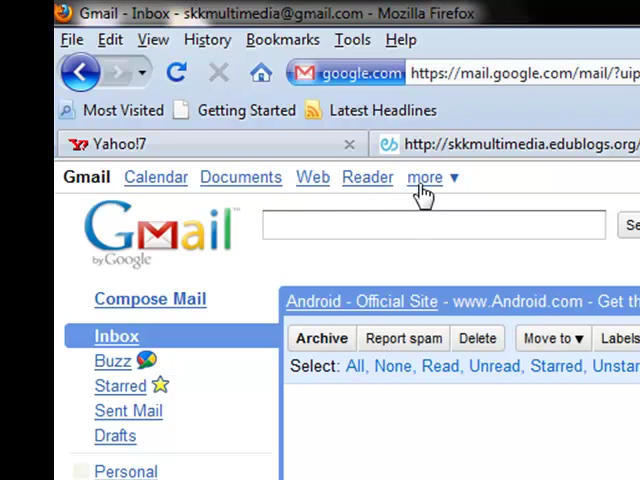 Gmail - Inbox - skkmultimedia@gmail.com - Mozilla Firefox
File Edit View History Bookmarks Tools Help
google.com https://mail.google.com/mail/?uip
Most Visited Getting Started Latest Headlines
Yahoo!7 http://skkmultimedia.edublogs.org/
Gmail Calendar Documents Web Reader more ▼
Gmail™
by Google
Se
Compose Mail
Android - Official Site - www.Android.com - Get th
Inbox
Archive Report spam Delete Move to ▼ Labels
Buzz
Select: All, None, Read, Unread, Starred, Unstar
Starred
Sent Mail
Drafts
Personal